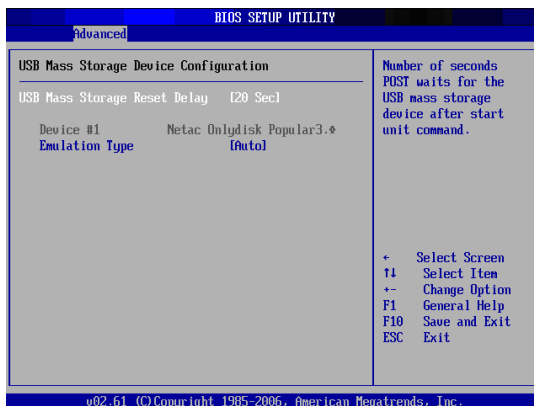 BIOS SETUP UTILITY
Advanced
USB Mass Storage Device Configuration
USB Mass Storage Reset Delay [20 Sec]
Device #1 Netac Onlydisk Popular3.◆
Emulation Type [Auto]
Number of seconds
POST waits for the
USB mass storage
device after start
unit command.
← Select Screen
↑↓ Select Item
+- Change Option
F1 General Help
F10 Save and Exit
ESC Exit
v02.61 (C)Copyright 1985-2006, American Megatrends, Inc.